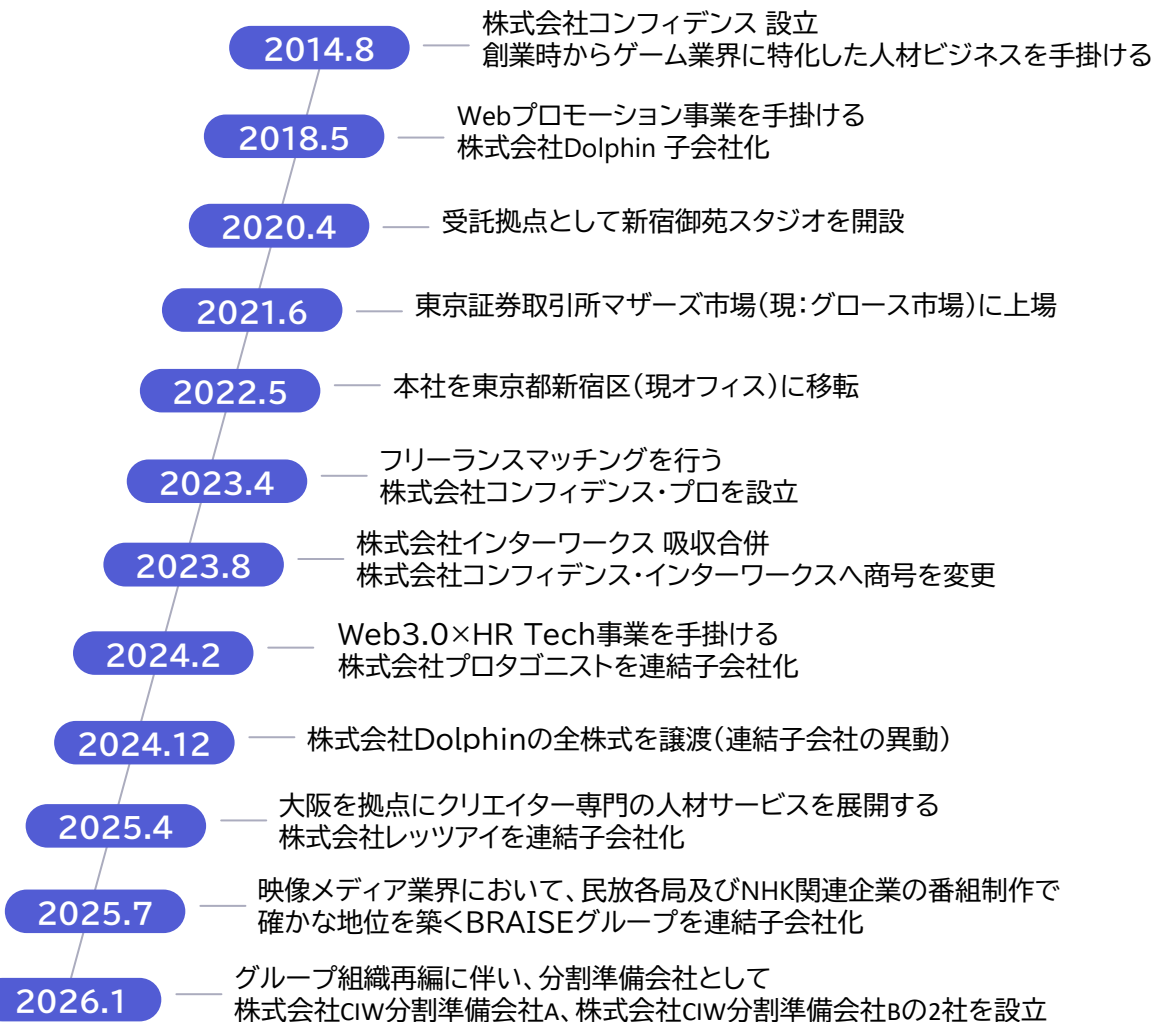 2014.8
株式会社コンフィデンス 設立
創業時からゲーム業界に特化した人材ビジネスを手掛ける
2018.5
Webプロモーション事業を手掛ける
株式会社Dolphin 子会社化
2020.4
受託拠点として新宿御苑スタジオを開設
2021.6
東京証券取引所マザーズ市場(現:グロース市場)に上場
2022.5
本社を東京都新宿区(現オフィス)に移転
2023.4
フリーランスマッチングを行う
株式会社コンフィデンス・プロを設立
2023.8
株式会社インターワークス 吸収合併
株式会社コンフィデンス・インターワークスへ商号を変更
2024.2
Web3.0×HR Tech事業を手掛ける
株式会社プロタゴニストを連結子会社化
2024.12
株式会社Dolphinの全株式を譲渡(連結子会社の異動)
2025.4
大阪を拠点にクリエイター専門の人材サービスを展開する
株式会社レッツアイを連結子会社化
2025.7
映像メディア業界において、民放各局及びNHK関連企業の番組制作で
確かな地位を築くBRAISEグループを連結子会社化
2026.1
グループ組織再編に伴い、分割準備会社として
株式会社CIW分割準備会社A、株式会社CIW分割準備会社Bの2社を設立